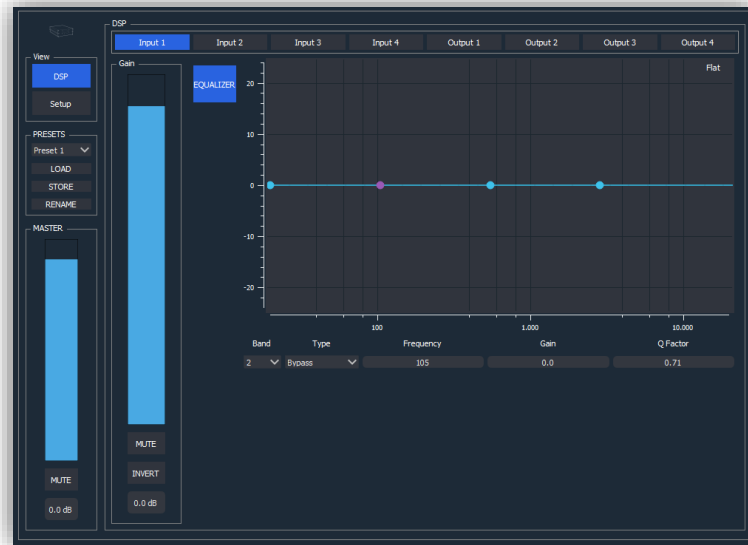 DSP
Input 1 Input 2 Input 3 Input 4 Output 1 Output 2 Output 3 Output 4
View
DSP
Setup
PRESETS
Preset 1
LOAD
STORE
RENAME
MASTER
MUTE
0.0 dB
Gain
MUTE
INVERT
0.0 dB
EQUALIZER
Flat
20
10
0
-10
-20
100 1.000 10.000
Band Type Frequency Gain Q Factor
2 Bypass 105 0.0 0.71